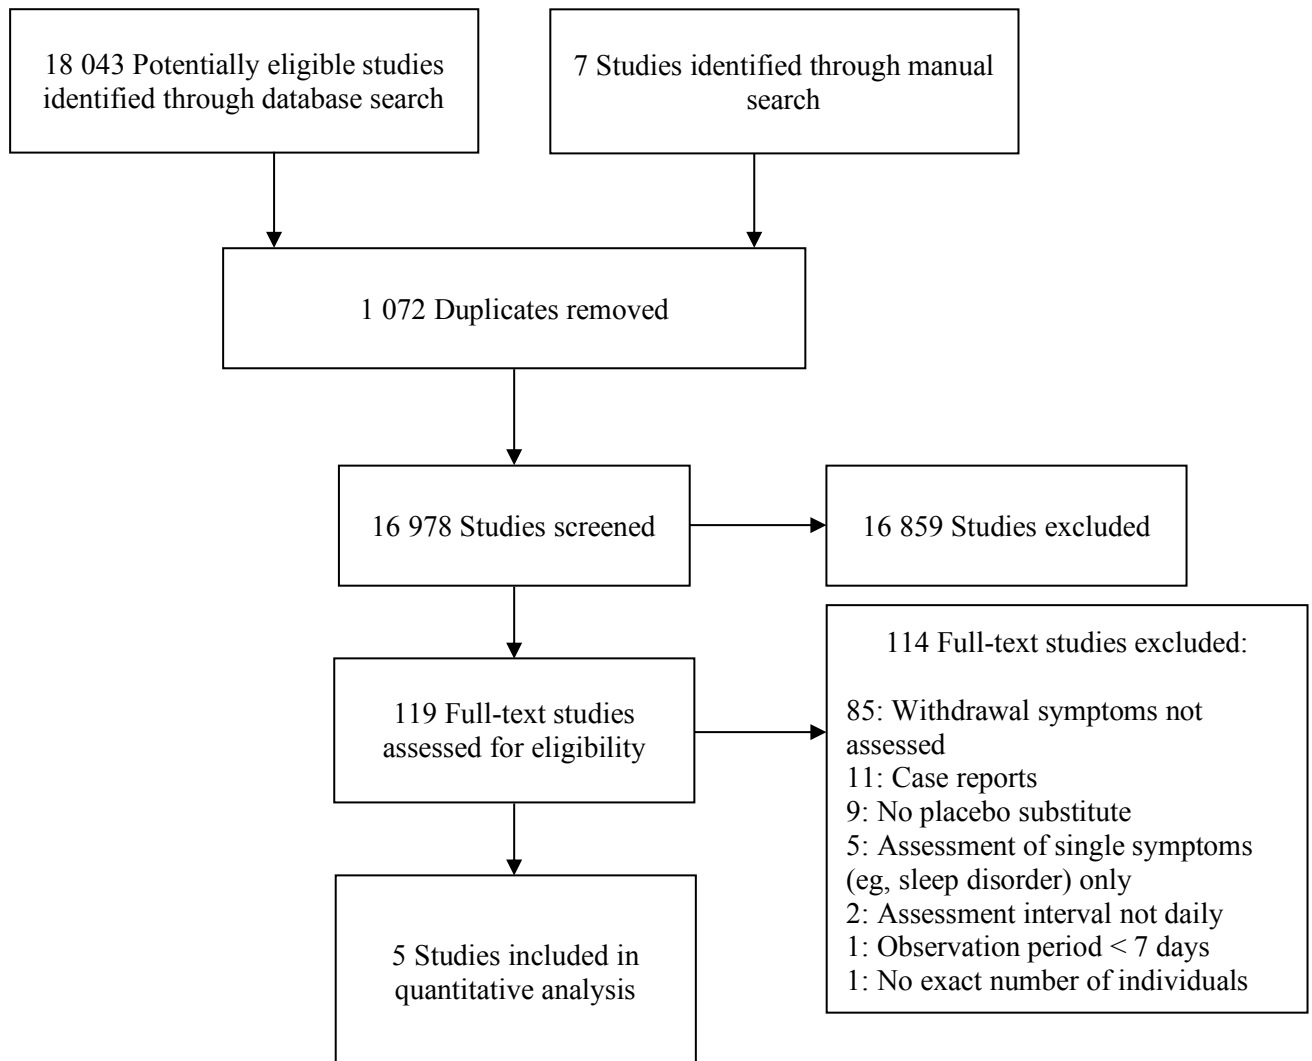 18 043 Potentially eligible studies
identified through database search
7 Studies identified through manual
search
1 072 Duplicates removed
16 978 Studies screened
16 859 Studies excluded
119 Full-text studies
assessed for eligibility
114 Full-text studies excluded:
85: Withdrawal symptoms not
assessed
11: Case reports
9: No placebo substitute
5: Assessment of single symptoms
(eg, sleep disorder) only
2: Assessment interval not daily
1: Observation period < 7 days
1: No exact number of individuals
5 Studies included in
quantitative analysis